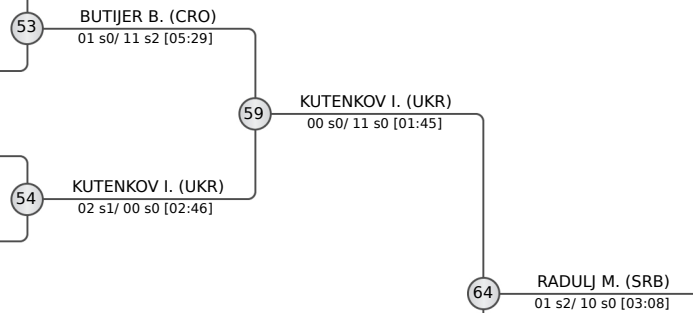 53
BUTIJER B. (CRO)
01 s0/ 11 s2 [05:29]
59
KUTENKOV I. (UKR)
00 s0/ 11 s0 [01:45]
54
KUTENKOV I. (UKR)
02 s1/ 00 s0 [02:46]
64
RADULJ M. (SRB)
01 s2/ 10 s0 [03:08]